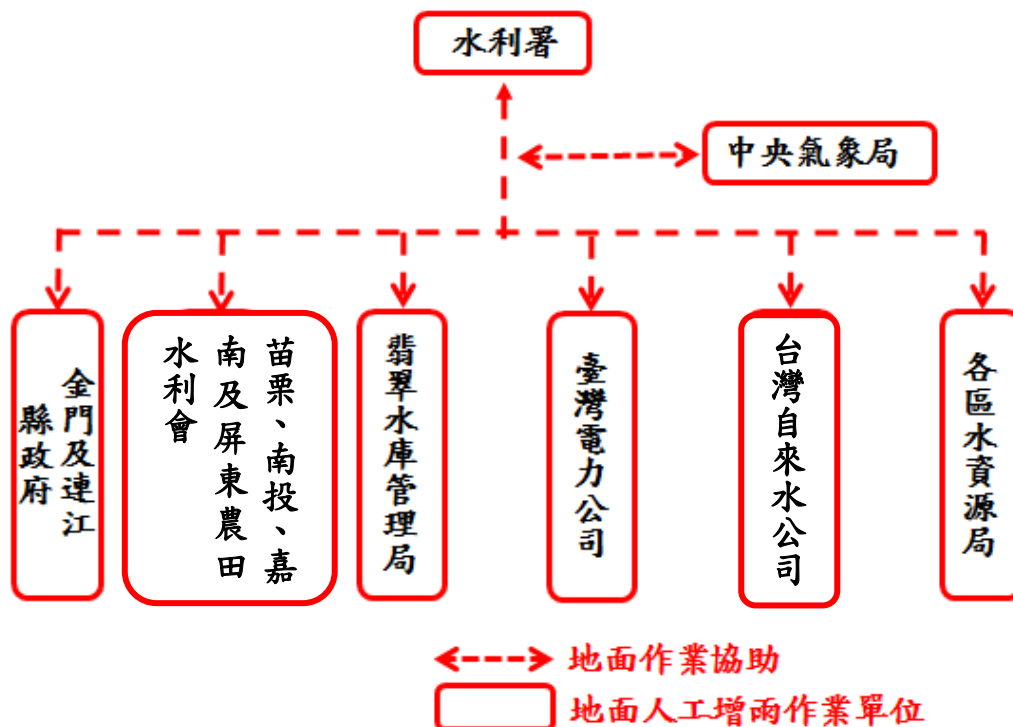 水利署
中央氣象局
金門及連江
縣政府
苗栗、南投、嘉
南及屏東農田
水利會
翡翠水庫管理局
臺灣電力公司
台灣自來水公司
各區水資源局
地面作業協助
地面人工增雨作業單位